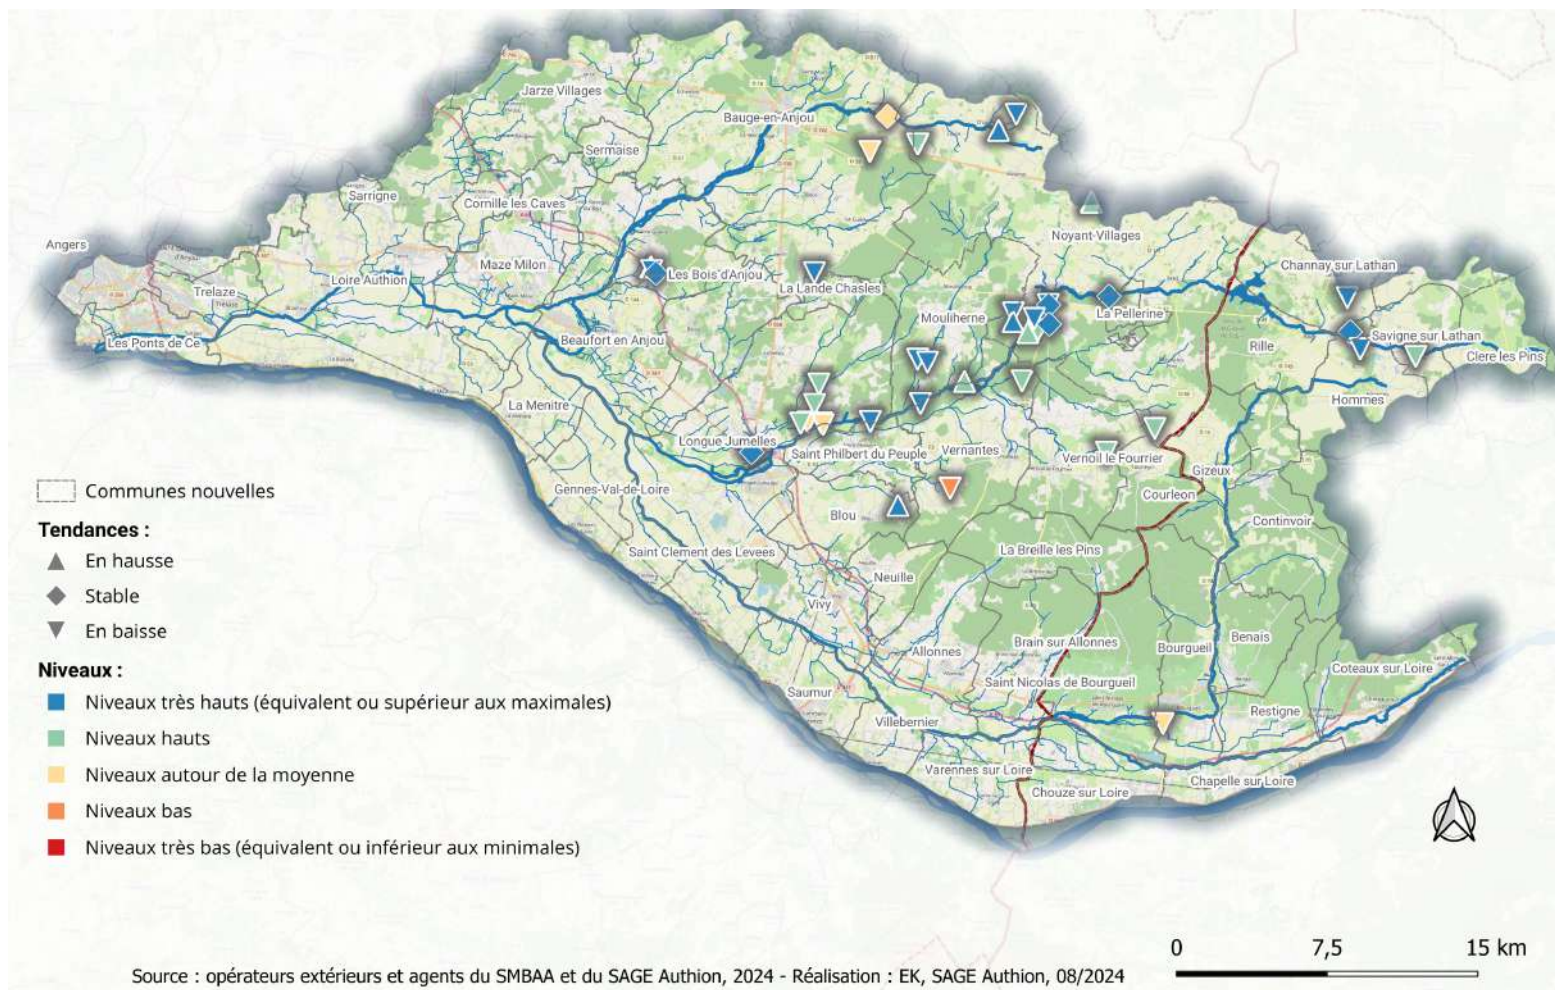 Jarze Villages
Bauge-en-Anjou
Sermaise
Sarrigne
Cornille les Caves
Noyant-Villages
Angers
Maze Milon
Les Bois d'Anjou
Channay sur Lathan
Loire Authion
La Lande Chasles
Trelaze
Trelaze
La Pellerine
Mouliherne
Savigne sur Lathan
Les Ponts de Ce
Beaufort en Anjou
Rille
Clere les Pins
Hommes
La Menitre
Longue Jumelles
Saint Philbert du Peuple
Vernantes
Vernoil le Fourrier
Gizeux
Communes nouvelles
Gennes-Val-de-Loire
Courleon
Blou
Continvoir
Tendances :
En hausse
Saint Clement des Levees
La Breille les Pins
Neuille
Stable
Vivy
En baisse
Allonnes
Brain sur Allonnes
Bourgueil
Benais
Niveaux :
Coteaux sur Loire
Saint Nicolas de Bourgueil
Saumur
Niveaux très hauts (équivalent ou supérieur aux maximales)
Villebernier
Restigne
Niveaux hauts
Niveaux autour de la moyenne
Varennes sur Loire
Chapelle sur Loire
Chouze sur Loire
Niveaux bas
Niveaux très bas (équivalent ou inférieur aux minimales)
0 7,5 15 km
Source : opérateurs extérieurs et agents du SMBAA et du SAGE Authion, 2024 - Réalisation : EK, SAGE Authion, 08/2024